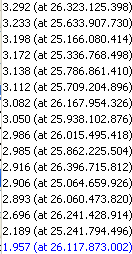 3.292 (at 26.323.125.398)
3.233 (at 25.633.907.730)
3.198 (at 25.166.080.414)
3.172 (at 25.336.768.498)
3.138 (at 25.786.861.410)
3.112 (at 25.709.204.896)
3.082 (at 26.167.954.326)
3.050 (at 25.938.102.876)
2.986 (at 26.015.495.418)
2.985 (at 25.862.225.504)
2.916 (at 26.396.715.812)
2.906 (at 25.064.659.926)
2.893 (at 26.060.473.820)
2.696 (at 26.241.428.914)
2.189 (at 25.241.794.496)
1.957 (at 26.117.873.002)